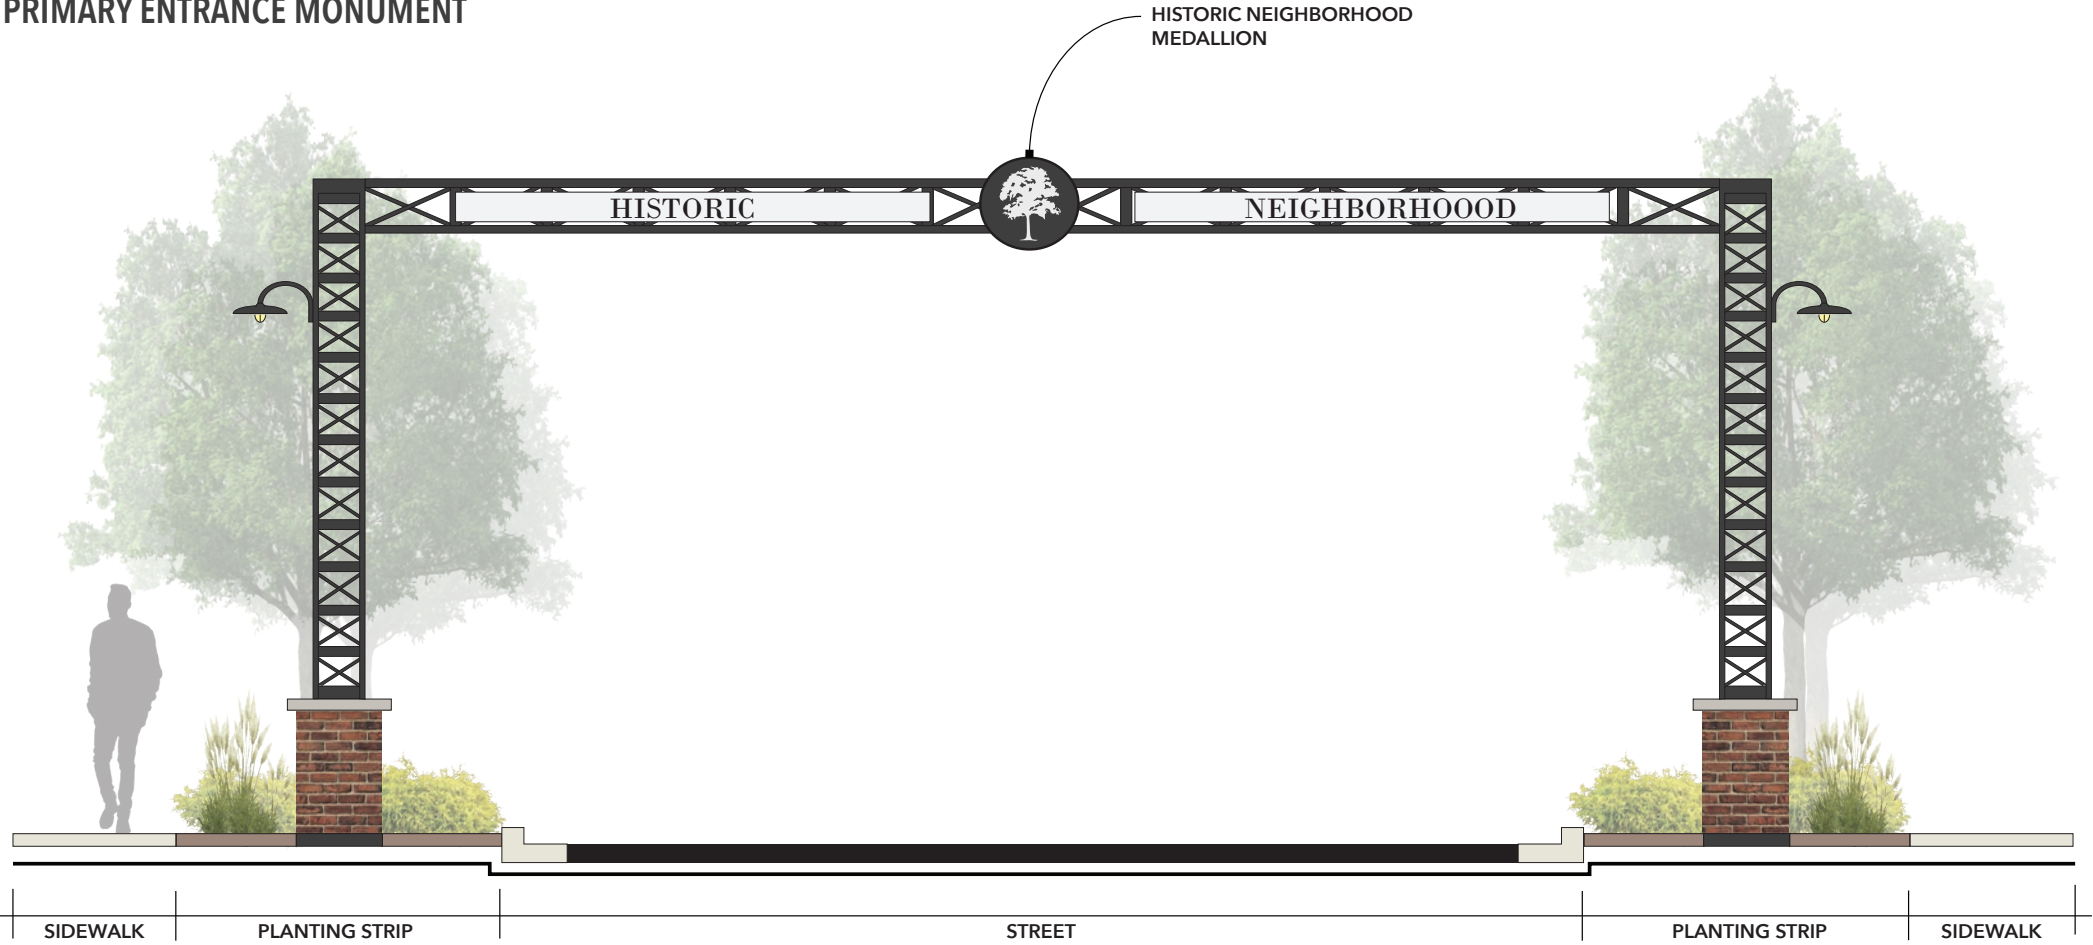 PRIMARY ENTRANCE MONUMENT
HISTORIC NEIGHBORHOOD
MEDALLION
HISTORIC
NEIGHBORHOOOD
SIDEWALK
PLANTING STRIP
STREET
PLANTING STRIP
SIDEWALK